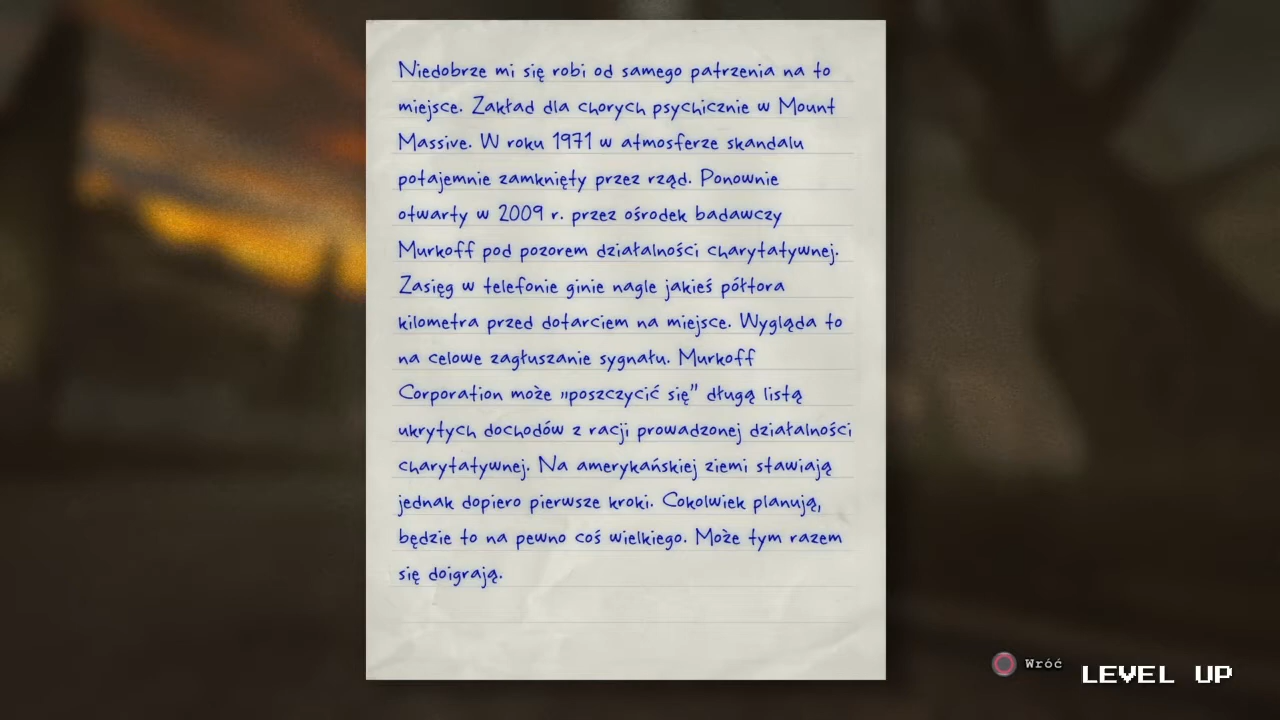 Niedobrze mi się robi od samego patrzenia na to
miejsce. Zakład dla chorych psychicznie w Mount
Massive. W roku 1971 w atmosferze skandalu
potajemnie zamknięty przez rząd. Ponownie
otwarty w 2009 r. przez ośrodek badawczy
Murkoff pod pozorem działalności charytatywnej.
Zasięg w telefonie ginie nagle jakieś półtora
kilometra przed dotarciem na miejsce. Wygląda to
na celowe zagłuszanie sygnału. Murkoff
Corporation może „poszczycić się” długą listą
ukrytych dochodów z racji prowadzonej działalności
charytatywnej. Na amerykańskiej ziemi stawiają
jednak dopiero pierwsze kroki. Cokolwiek planują,
będzie to na pewno coś wielkiego. Może tym razem
się doigrają.
Wróć
LEVEL UP